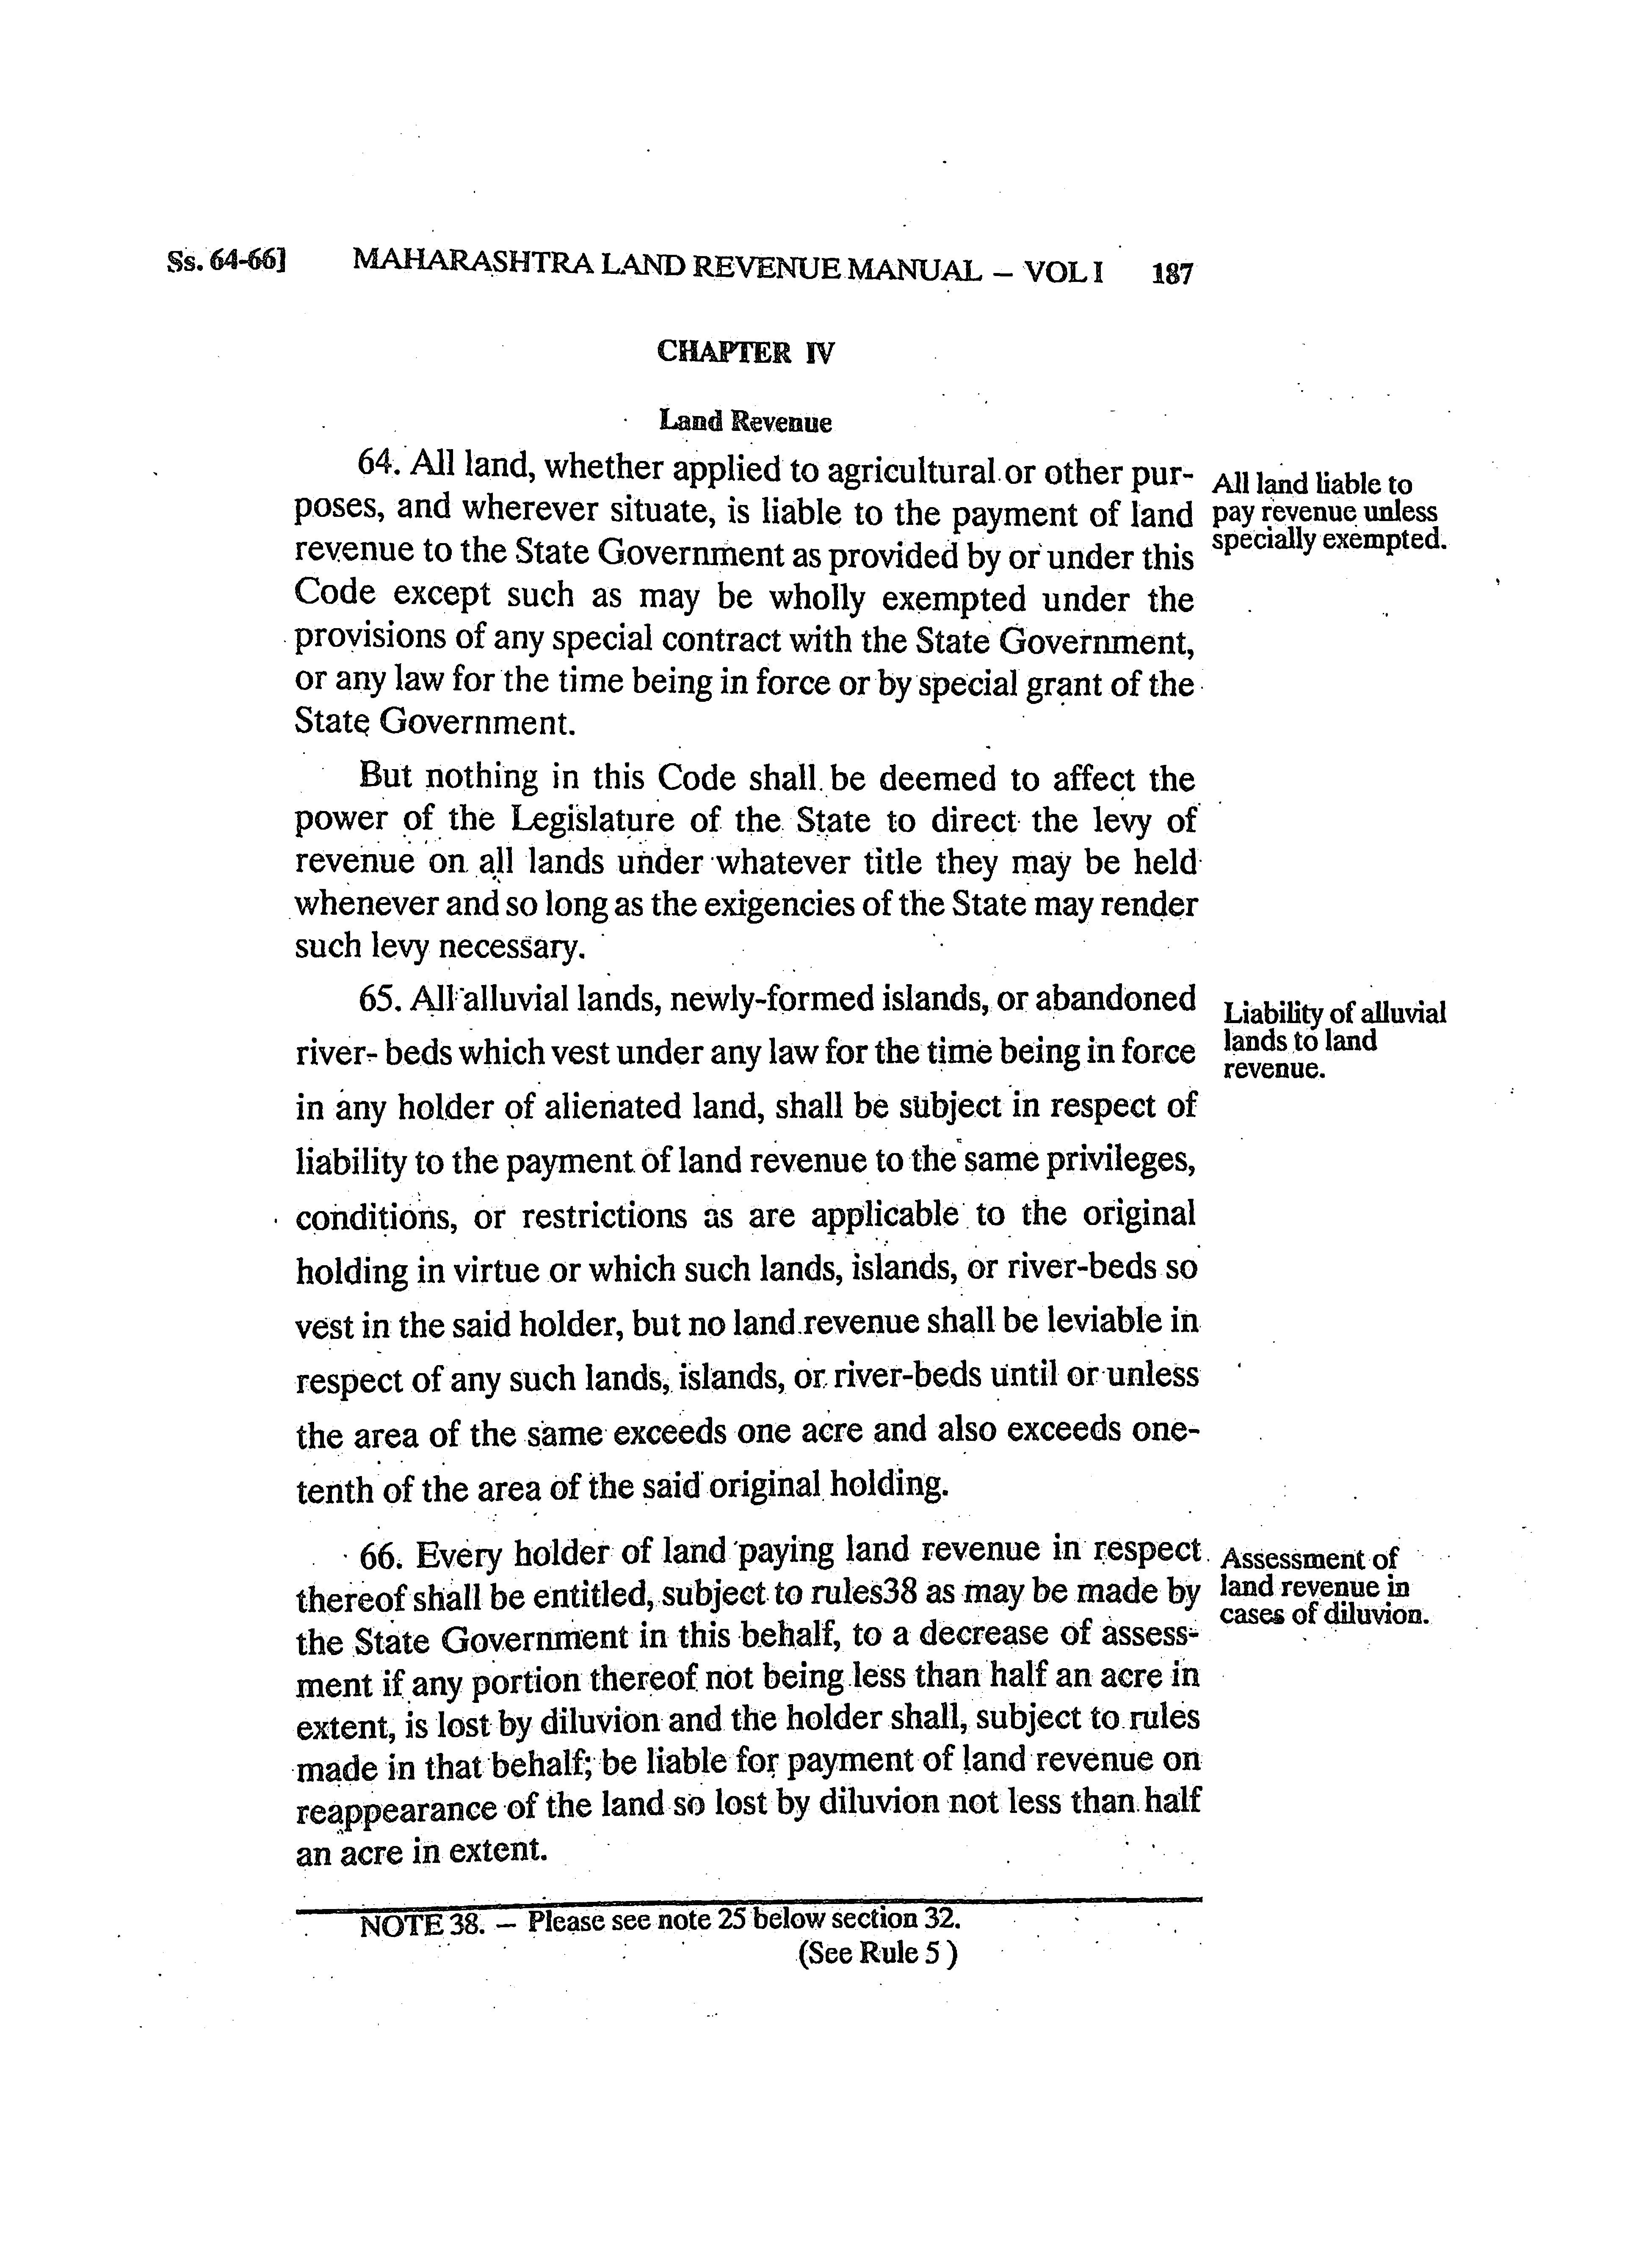 Ss. 64-66] MAHARASHTRA LAND REVENUE MANUAL – VOL I 187
CHAPTER IV
Land Revenue
64. All land, whether applied to agricultural or other pur-
poses, and wherever situate, is liable to the payment of land
revenue to the State Government as provided by or under this
Code except such as may be wholly exempted under the
provisions of any special contract with the State Government,
or any law for the time being in force or by special grant of the
State Government.
All land liable to
pay revenue unless
specially exempted.
But nothing in this Code shall be deemed to affect the
power of the Legislature of the State to direct the levy of
revenue on all lands under whatever title they may be held
whenever and so long as the exigencies of the State may render
such levy necessary.
65. All alluvial lands, newly-formed islands, or abandoned
river- beds which vest under any law for the time being in force
in any holder of alienated land, shall be subject in respect of
liability to the payment of land revenue to the same privileges,
conditions, or restrictions as are applicable to the original
holding in virtue or which such lands, islands, or river-beds so
vest in the said holder, but no land revenue shall be leviable in
respect of any such lands, islands, or river-beds until or unless
the area of the same exceeds one acre and also exceeds one-
tenth of the area of the said original holding.
Liability of alluvial
lands to land
revenue.
66. Every holder of land paying land revenue in respect
thereof shall be entitled, subject to rules38 as may be made by
the State Government in this behalf, to a decrease of assess-
ment if any portion thereof not being less than half an acre in
extent, is lost by diluvion and the holder shall, subject to rules
made in that behalf; be liable for payment of land revenue on
reappearance of the land so lost by diluvion not less than half
an acre in extent.
Assessment of
land revenue in
cases of diluvion.
NOTE 38. – Please see note 25 below section 32.
(See Rule 5 )